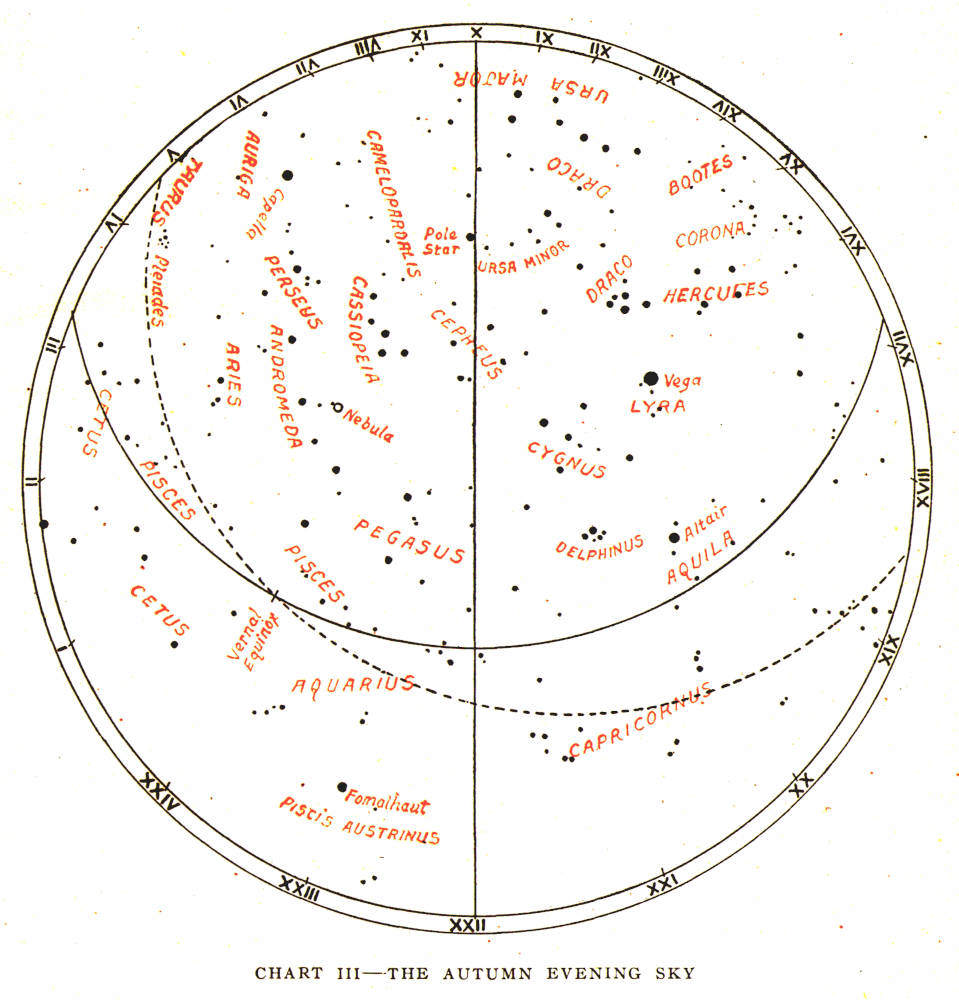 X
XI
XII
XIII
XIV
XV
XVI
XVII
XVIII
XIX
XX
XXI
XXII
XXIII
XXIV
I
II
III
IV
V
VI
VII
VIII
IX
URSA MAJOR
AURIGA
Capella
TAURUS
Pleiades
CAMELOPARDALIS
DRACO
BOOTES
CORONA
Pole
Star
URSA MINOR
DRACO
HERCULES
PERSEUS
CASSIOPEIA
CEPHEUS
ARIES
ANDROMEDA
Nebula
Vega
LYRA
CETUS
PISCES
CYGNUS
PEGASUS
PISCES
DELPHINUS
Altair
AQUILA
CETUS
Vernal
Equinox
AQUARIUS
CAPRICORNUS
Fomalhaut
PISCIS AUSTRINUS
CHART III—THE AUTUMN EVENING SKY